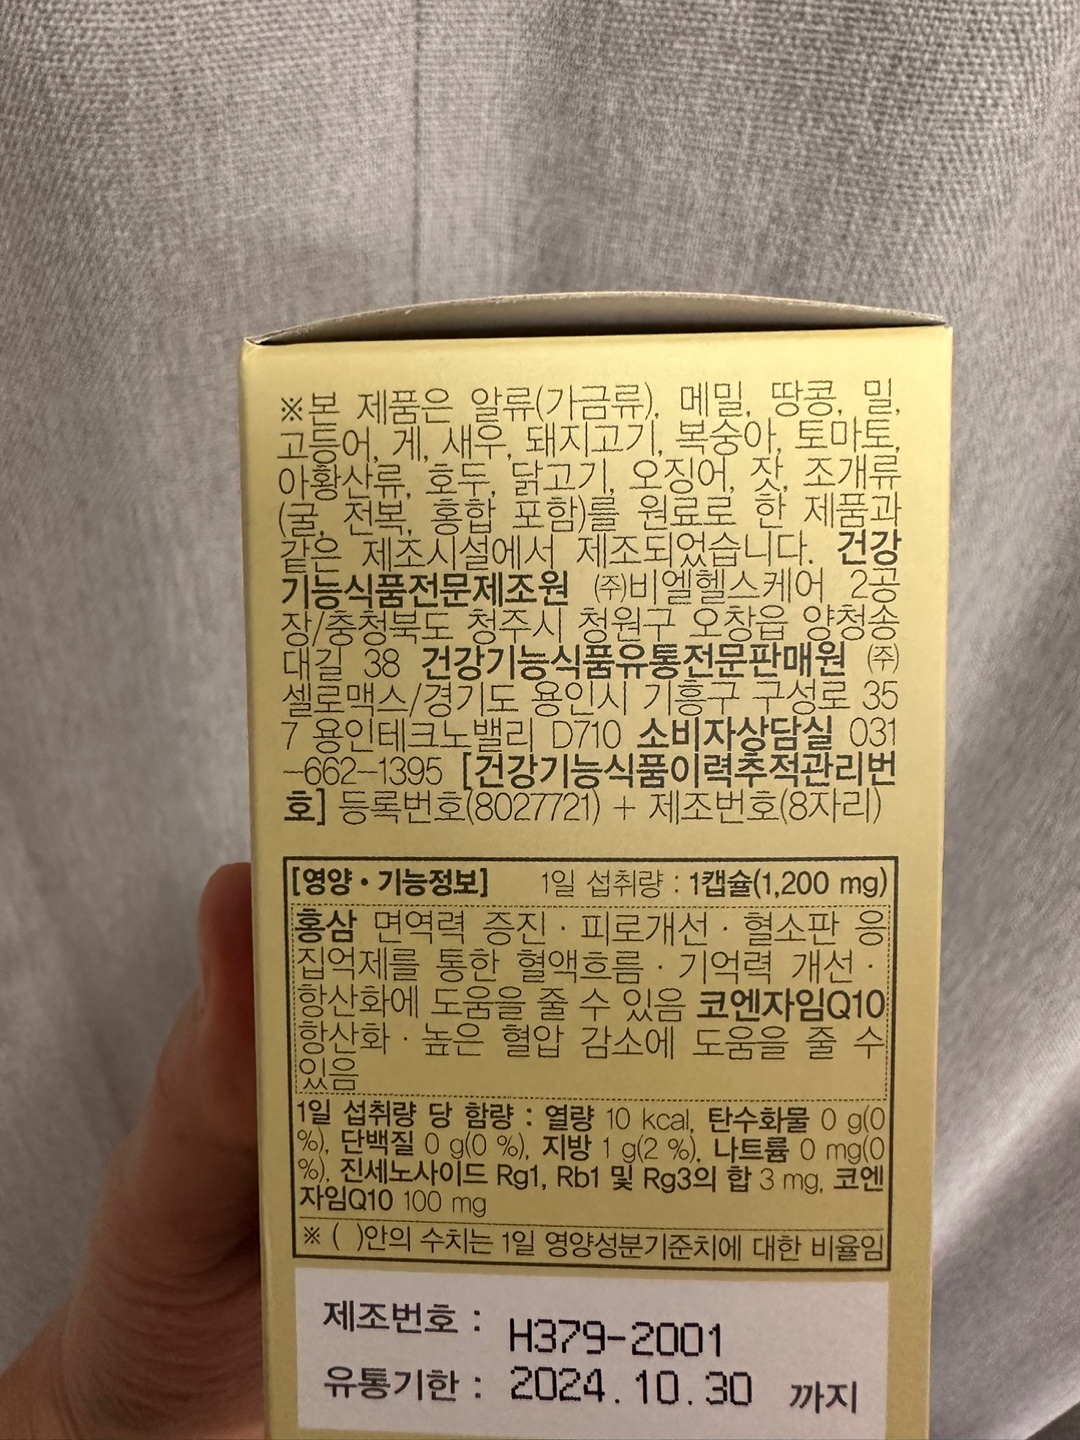 ※본 제품은 알류(가금류), 메밀, 땅콩, 밀,
고등어, 게, 새우, 돼지고기, 복숭아, 토마토,
아황산류, 호두, 닭고기, 오징어, 잣, 조개류
(굴, 전복, 홍합 포함)를 원료로 한 제품과
같은 제조시설에서 제조되었습니다. 건강
기능식품전문제조원 ㈜비엘헬스케어 2공
장/충청북도 청주시 청원구 오창읍 양청송
대길 38 건강기능식품유통전문판매원 ㈜
셀로맥스/경기도 용인시 기흥구 구성로 35
7 용인테크노밸리 D710 소비자상담실 031
-662-1395 [건강기능식품이력추적관리번
호] 등록번호(8027721) + 제조번호(8자리)
[영양・기능정보] 1일 섭취량 : 1캡슐(1,200 mg)
홍삼 면역력 증진 · 피로개선 · 혈소판 응
집억제를 통한 혈액흐름 · 기억력 개선 ·
항산화에 도움을 줄 수 있음 코엔자임Q10
항산화 · 높은 혈압 감소에 도움을 줄 수
있음
1일 섭취량 당 함량 : 열량 10 kcal, 탄수화물 0 g(0
%), 단백질 0 g(0 %), 지방 1 g(2 %), 나트륨 0 mg(0
%), 진세노사이드 Rg1, Rb1 및 Rg3의 합 3 mg, 코엔
자임Q10 100 mg
※ ( )안의 수치는 1일 영양성분기준치에 대한 비율임
제조번호 : H379-2001
유통기한 : 2024.10.30 까지